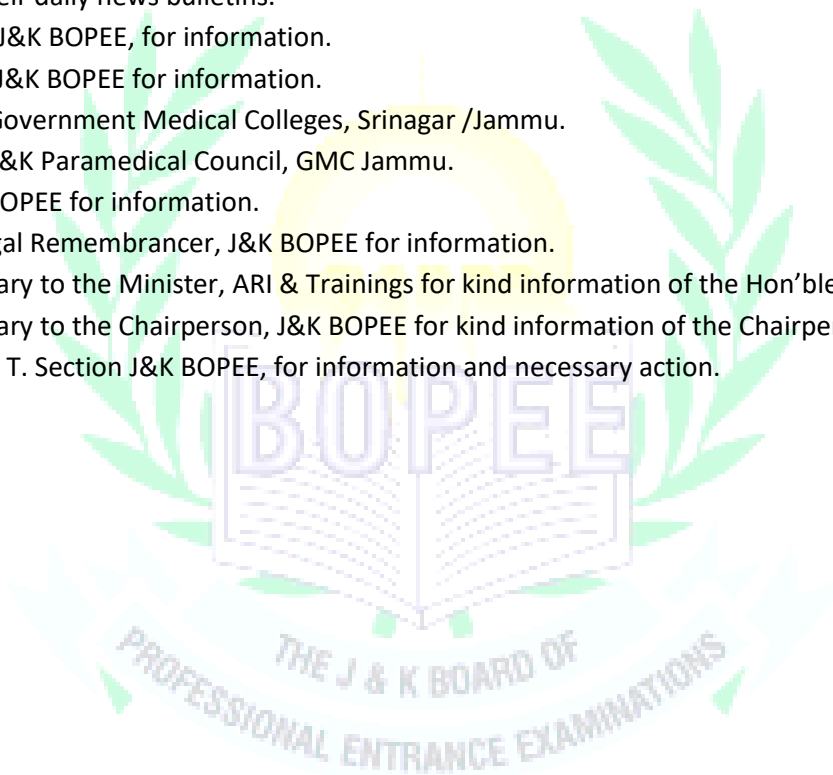 eir daily news bulletins.
J&K BOPEE, for information.
J&K BOPEE for information.
Government Medical Colleges, Srinagar /Jammu.
&K Paramedical Council, GMC Jammu.
OPEE for information.
gal Remembrancer, J&K BOPEE for information.
ary to the Minister, ARI & Trainings for kind information of the Hon’ble
ary to the Chairperson, J&K BOPEE for kind information of the Chairpe
T. Section J&K BOPEE, for information and necessary action.
BOPEE
THE J & K BOARD OF
PROFESSIONAL ENTRANCE EXAMINATIONS